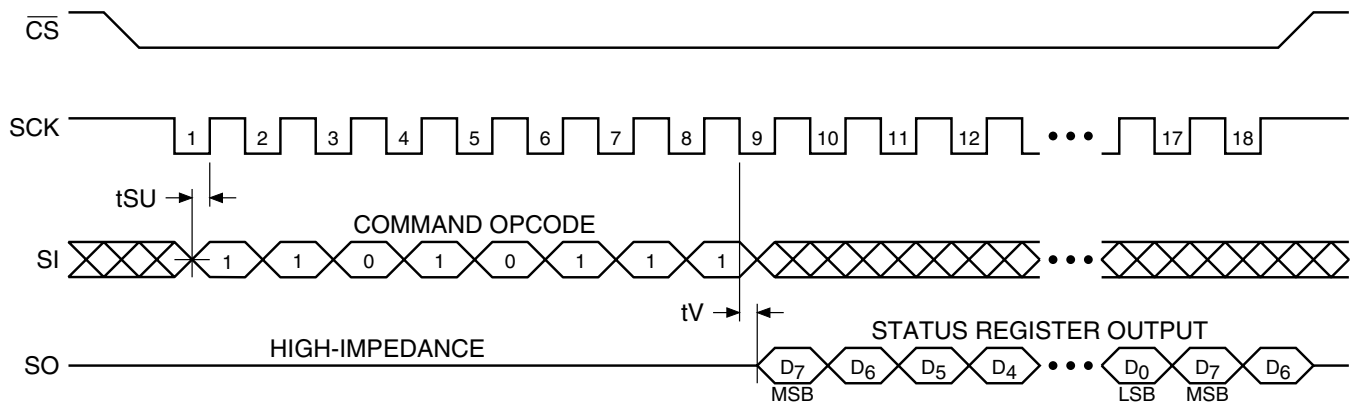 CS
SCK 1 2 3 4 5 6 7 8 9 10 11 12 ••• 17 18
tSU
COMMAND OPCODE
SI 1 1 0 1 0 1 1 1 •••
tV
HIGH-IMPEDANCE STATUS REGISTER OUTPUT
SO D7 D6 D5 D4 ••• D0 D7 D6
MSB LSB MSB